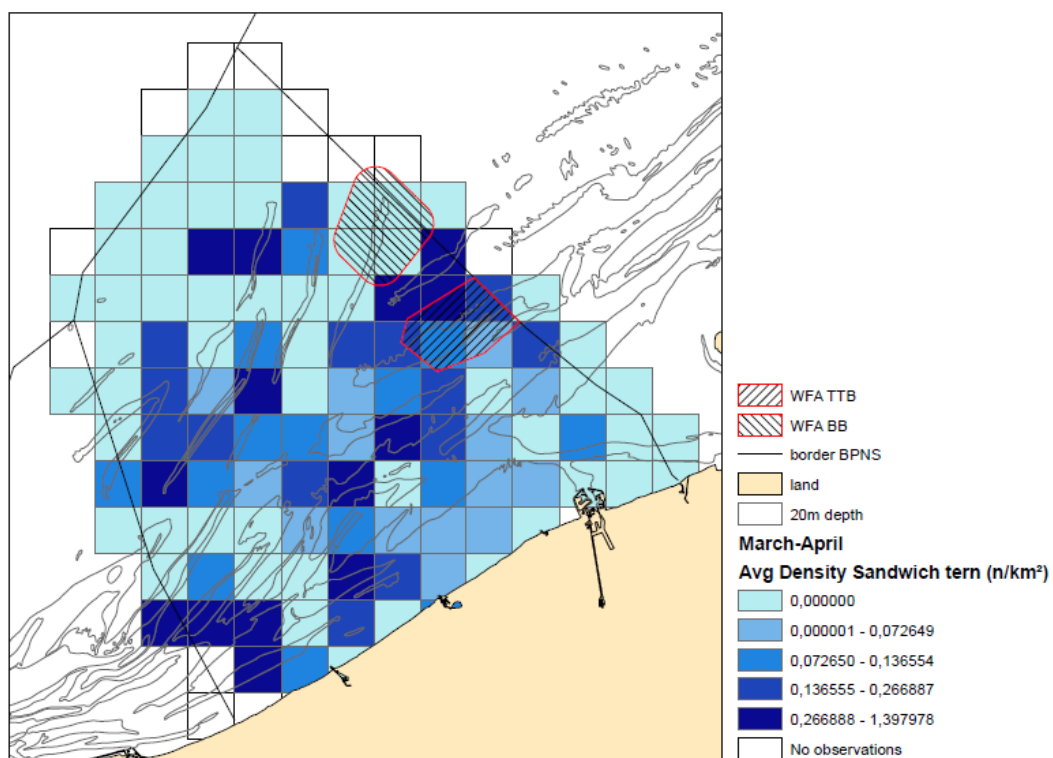 WFA TTB
WFA BB
border BPNS
land
20m depth
March-April
Avg Density Sandwich tern (n/km²)
0,000000
0,000001 - 0,072649
0,072650 - 0,136554
0,136555 - 0,266887
0,266888 - 1,397978
No observations